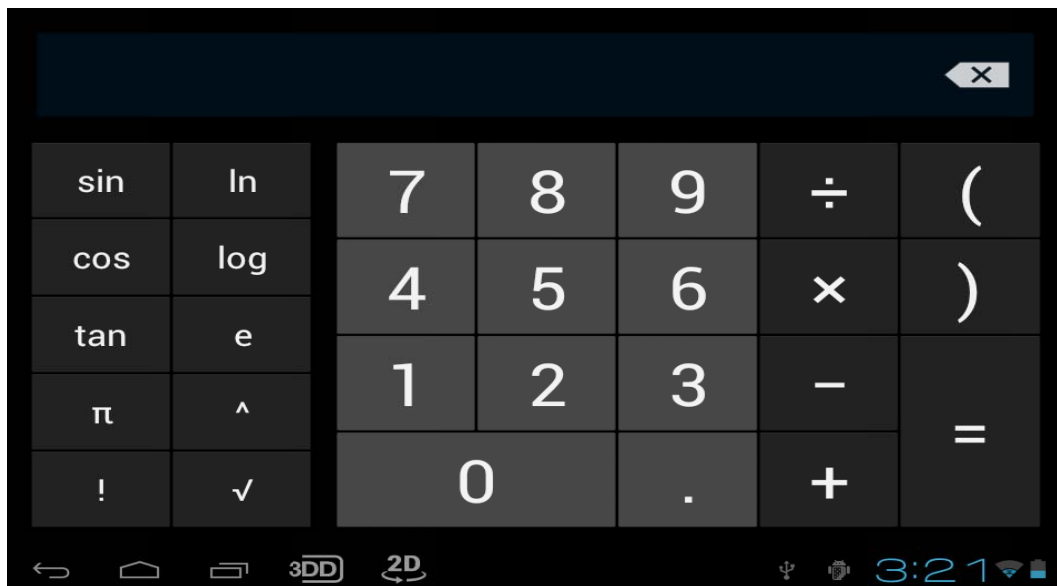 sin ln 7 8 9 ÷ (
cos log 4 5 6 × )
tan e 1 2 3 −
π ^ =
! √ 0 . +
3DD 2D 3:21